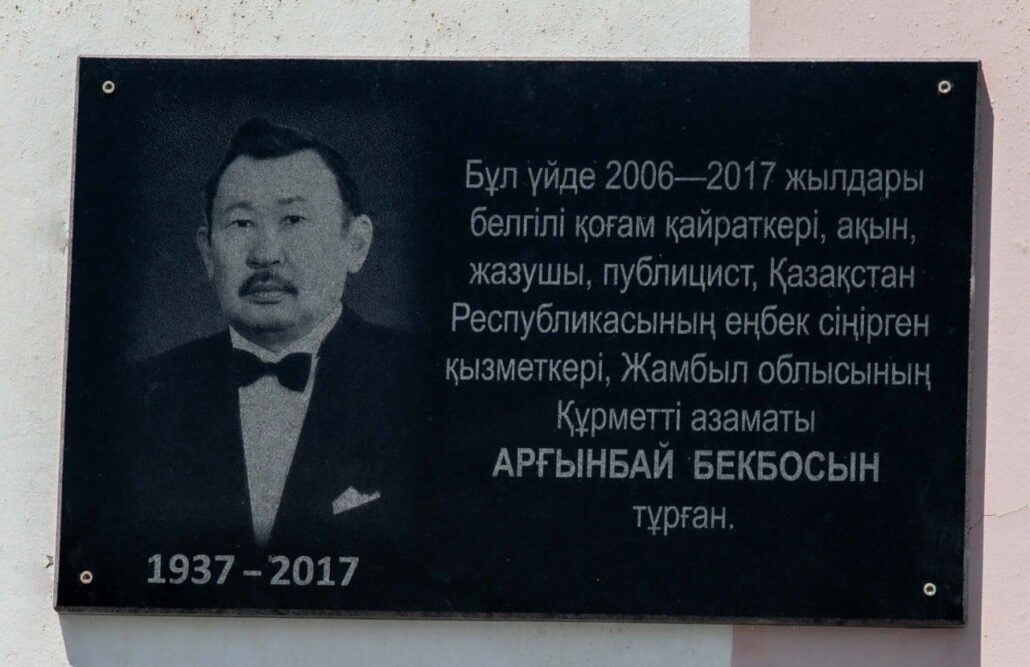 Бұл үйде 2006—2017 жылдары
белгілі қоғам қайраткері, ақын,
жазушы, публицист, Қазақстан
Республикасының еңбек сіңірген
қызметкері, Жамбыл облысының
Құрметті азаматы
АРҒЫНБАЙ БЕКБОСЫН
тұрған.
1937 – 2017